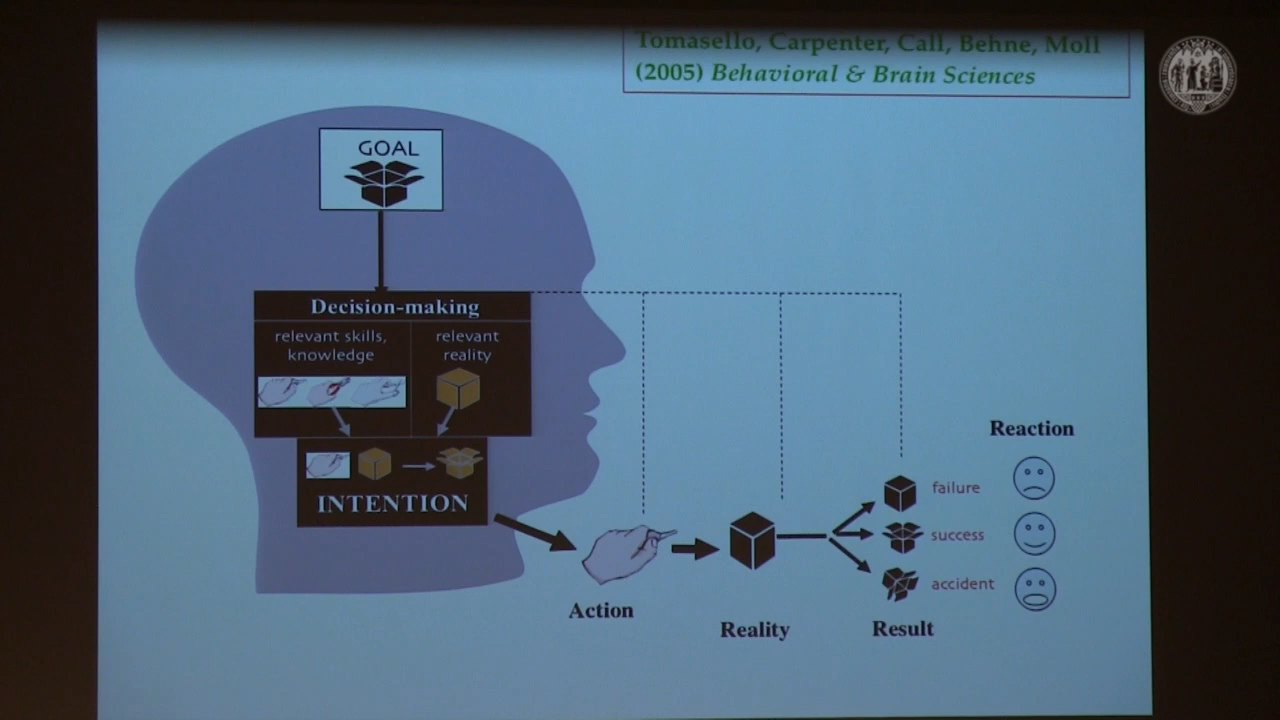 Tomasello, Carpenter, Call, Behne, Moll
(2005) Behavioral & Brain Sciences
GOAL
Decision-making
relevant skills,
knowledge
relevant
reality
INTENTION
Action
Reality
Result
failure
success
accident
Reaction